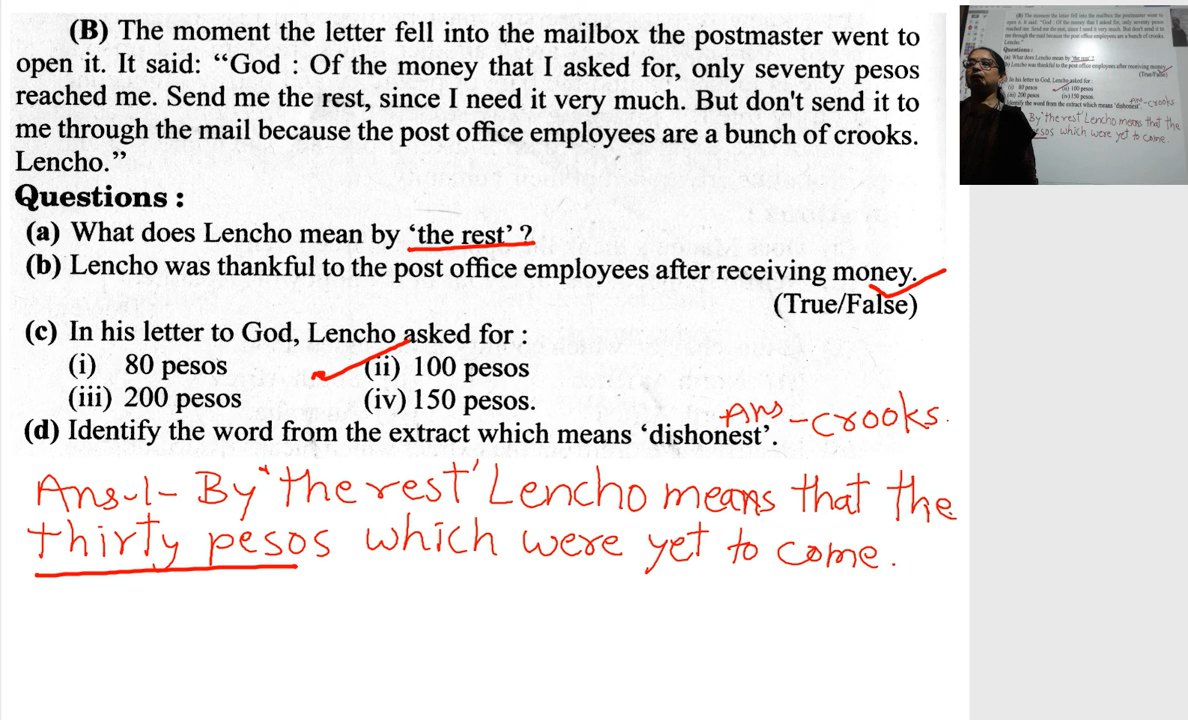 (B) The moment the letter fell into the mailbox the postmaster went to
open it. It said: “God : Of the money that I asked for, only seventy pesos
reached me. Send me the rest, since I need it very much. But don't send it to
me through the mail because the post office employees are a bunch of crooks.
Lencho.”
Questions :
(a) What does Lencho mean by ‘the rest’ ?
(b) Lencho was thankful to the post office employees after receiving money.
(True/False)
(c) In his letter to God, Lencho asked for :
(i) 80 pesos (ii) 100 pesos
(iii) 200 pesos (iv) 150 pesos.
(d) Identify the word from the extract which means ‘dishonest’. Ans - crooks.
Ans-1- By 'the rest' Lencho means that the
thirty pesos which were yet to come.